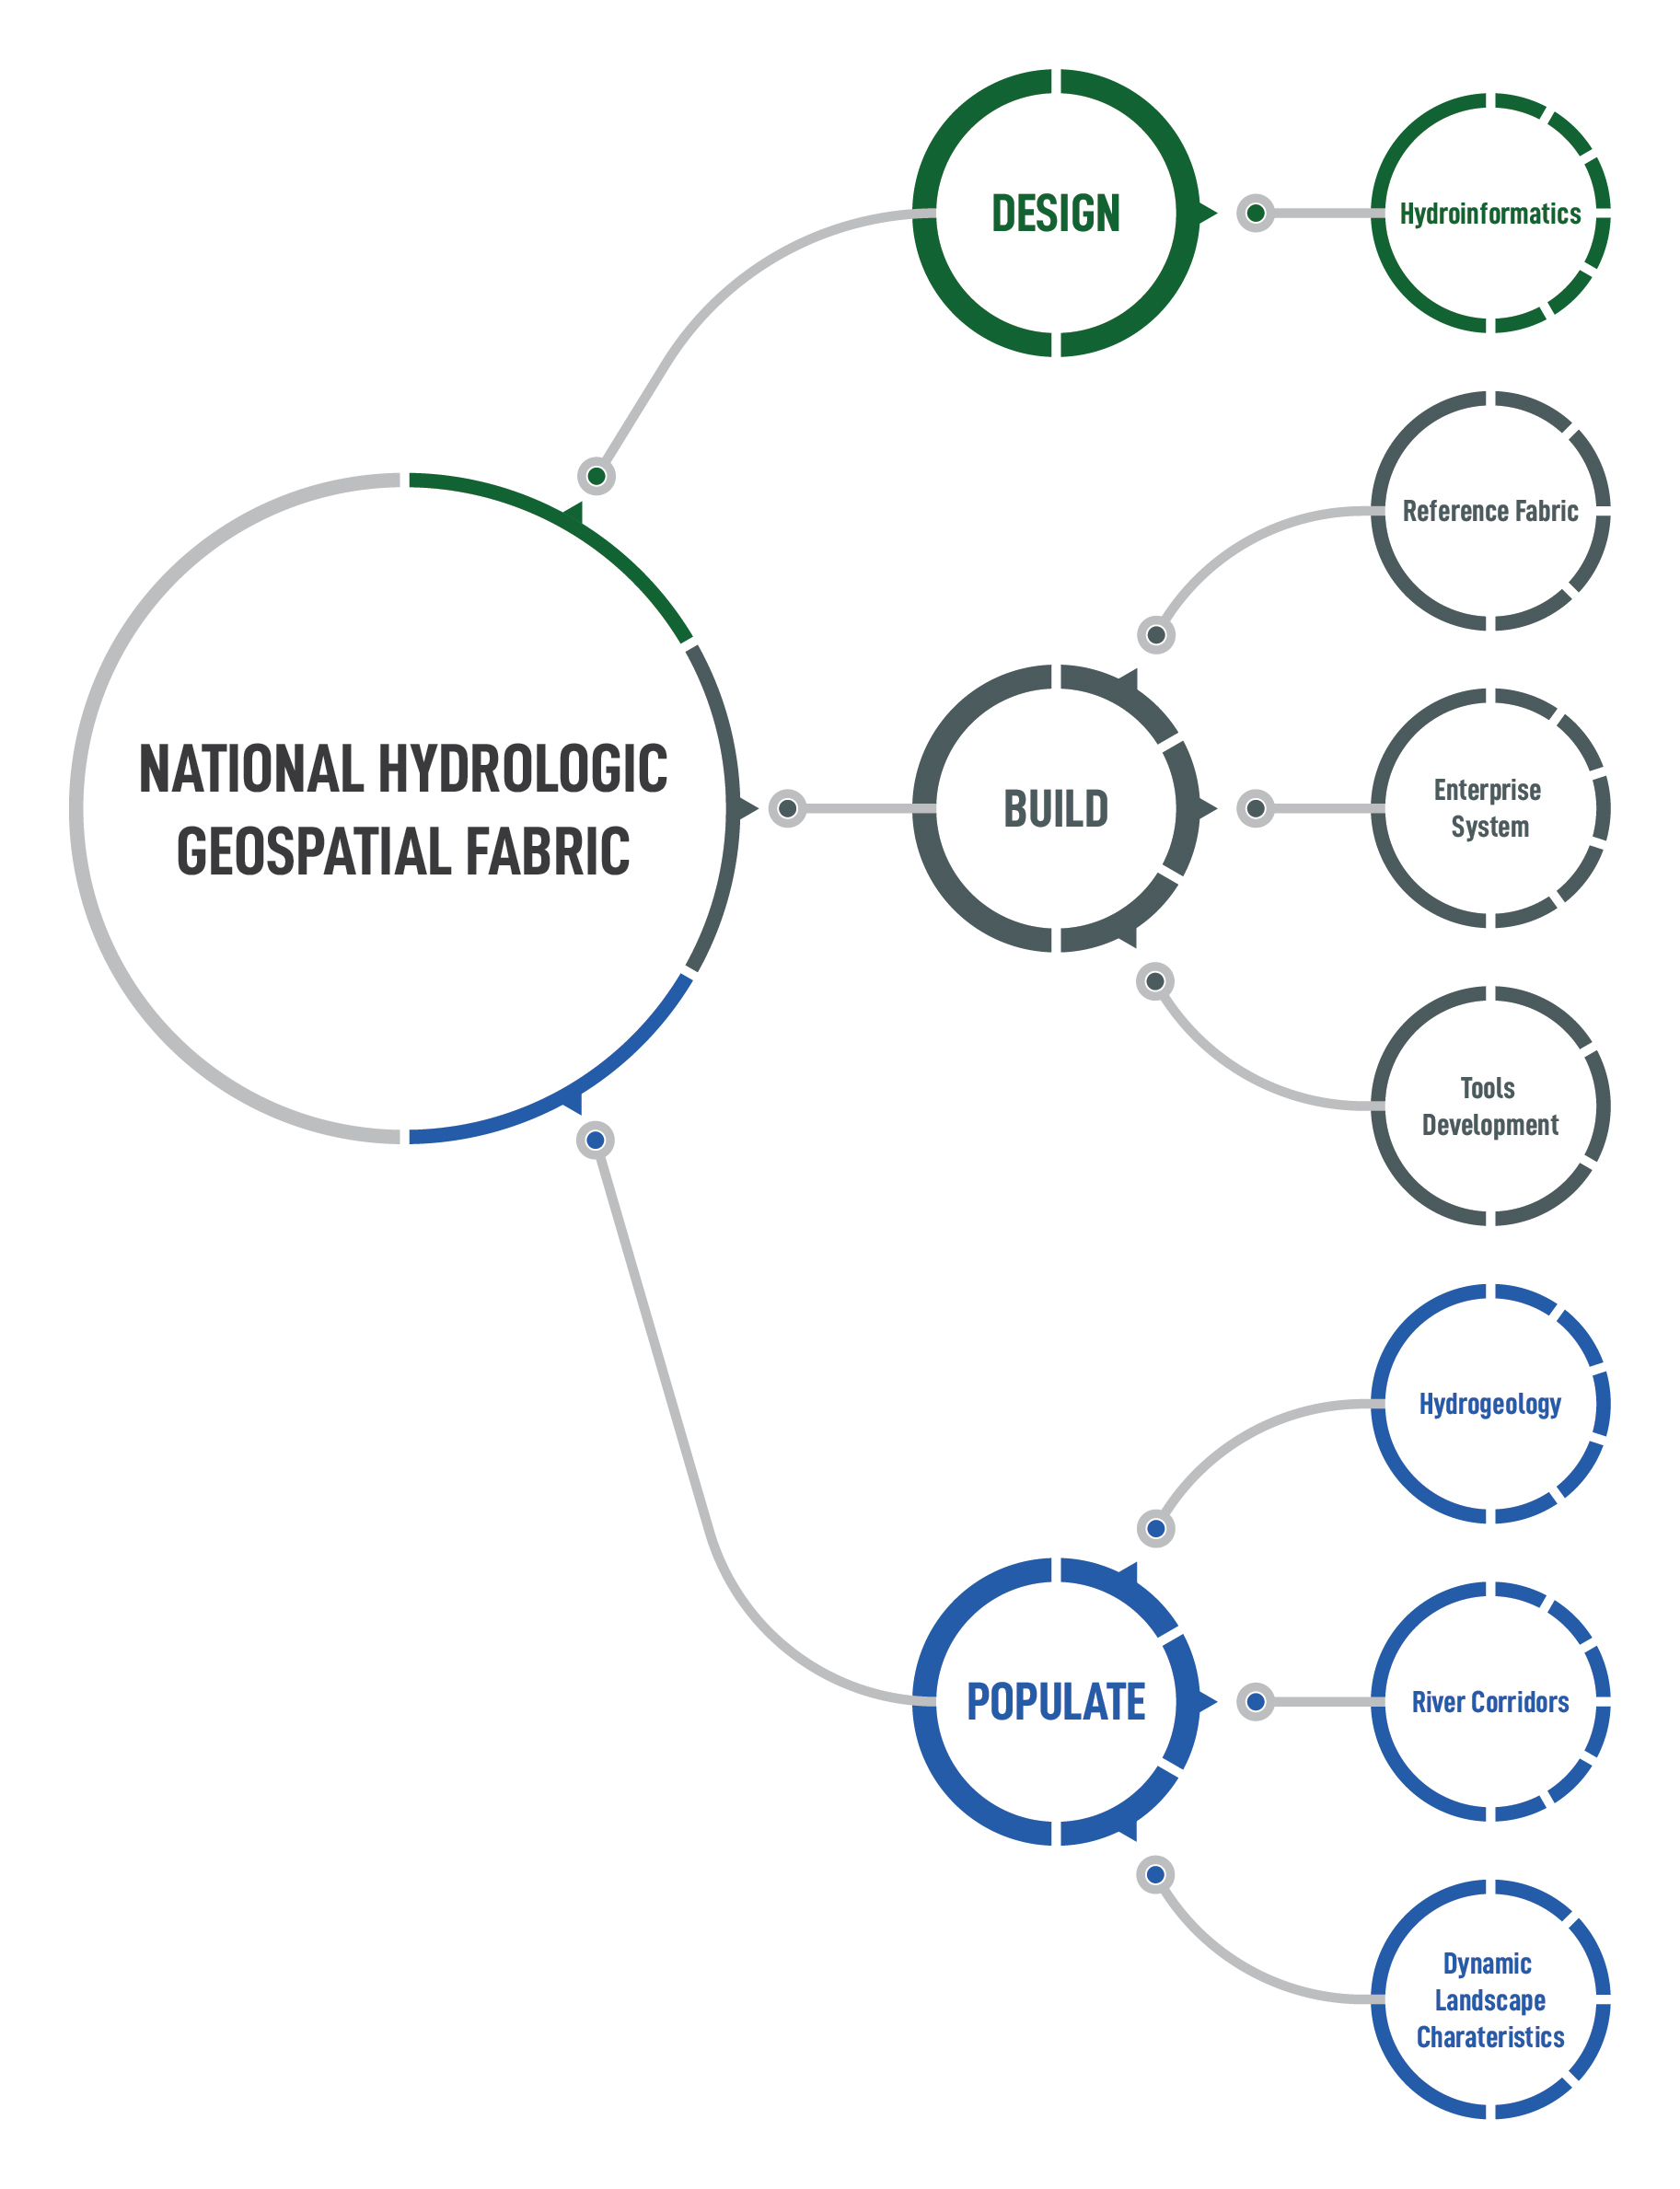 NATIONAL HYDROLOGIC
GEOSPATIAL FABRIC
DESIGN
Hydroinformatics
BUILD
Reference Fabric
Enterprise
System
Tools
Development
POPULATE
Hydrogeology
River Corridors
Dynamic
Landscape
Charateristics